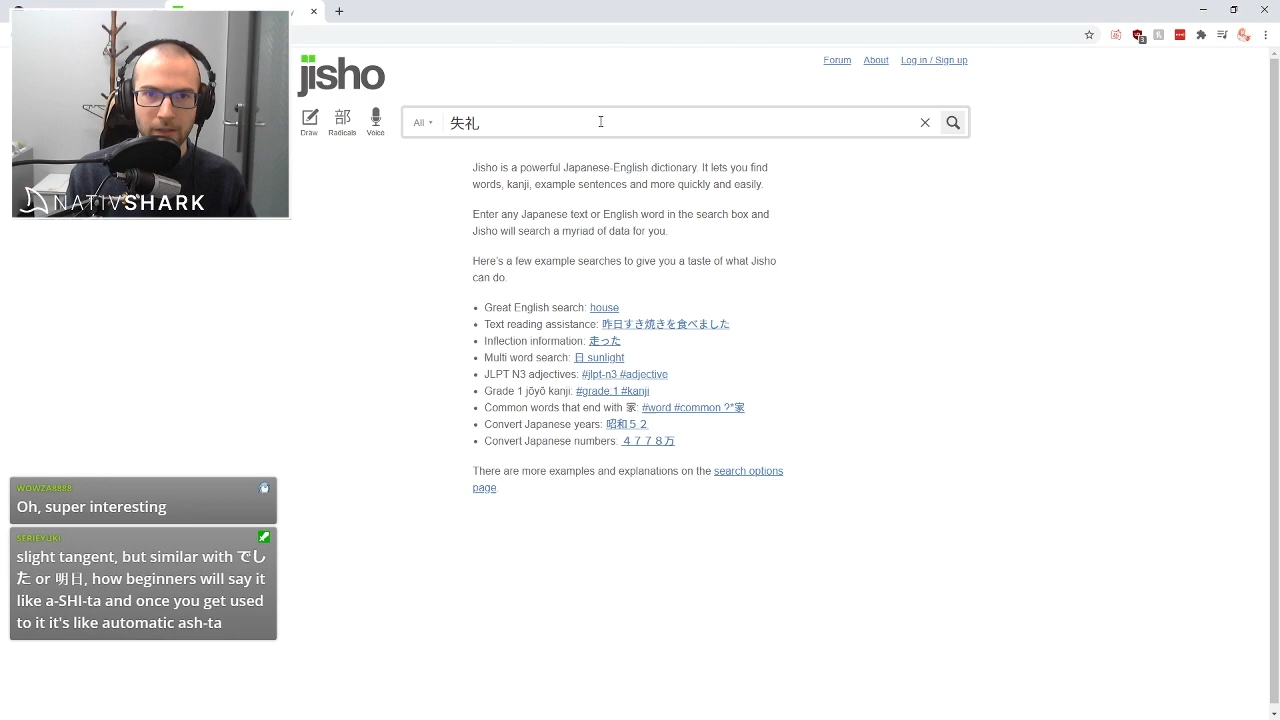 jisho
Forum About Log in / Sign up
Draw 部 Radicals Voice
All 失礼
NATIVSHARK
Jisho is a powerful Japanese-English dictionary. It lets you find
words, kanji, example sentences and more quickly and easily.
Enter any Japanese text or English word in the search box and
Jisho will search a myriad of data for you.
Here's a few example searches to give you a taste of what Jisho
can do.
Great English search: house
Text reading assistance: 昨日すき焼きを食べました
Inflection information: 走った
Multi word search: 日 sunlight
JLPT N3 adjectives: #jlpt-n3 #adjective
Grade 1 jōyō kanji: #grade:1 #kanji
Common words that end with 家: #word #common ?*家
Convert Japanese years: 昭和５２
Convert Japanese numbers: ４７７８万
There are more examples and explanations on the search options
page.
WOWZA8888
Oh, super interesting
SERIEYUKI
slight tangent, but similar with でし
た or 明日, how beginners will say it
like a-SHI-ta and once you get used
to it it's like automatic ash-ta